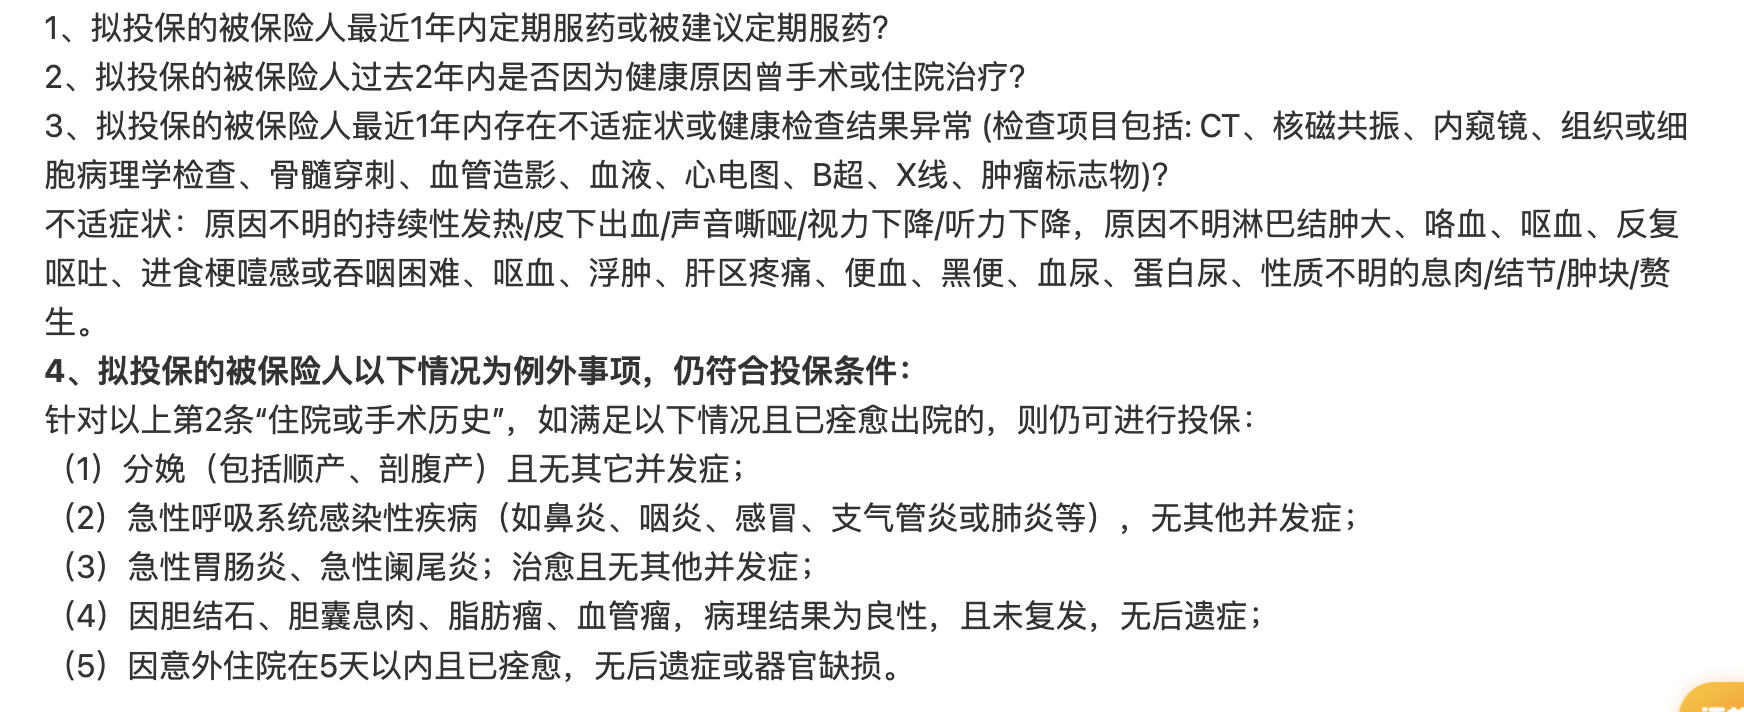 1、拟投保的被保险人最近1年内定期服药或被建议定期服药?
2、拟投保的被保险人过去2年内是否因为健康原因曾手术或住院治疗?
3、拟投保的被保险人最近1年内存在不适症状或健康检查结果异常 (检查项目包括: CT、核磁共振、内窥镜、组织或细
胞病理学检查、骨髓穿刺、血管造影、血液、心电图、B超、X线、肿瘤标志物)?
不适症状：原因不明的持续性发热/皮下出血/声音嘶哑/视力下降/听力下降，原因不明淋巴结肿大、咯血、呕血、反复
呕吐、进食梗噎感或吞咽困难、呕血、浮肿、肝区疼痛、便血、黑便、血尿、蛋白尿、性质不明的息肉/结节/肿块/赘
生。
4、拟投保的被保险人以下情况为例外事项，仍符合投保条件：
针对以上第2条“住院或手术历史”，如满足以下情况且已痊愈出院的，则仍可进行投保：
（1）分娩（包括顺产、剖腹产）且无其它并发症；
（2）急性呼吸系统感染性疾病（如鼻炎、咽炎、感冒、支气管炎或肺炎等），无其他并发症；
（3）急性胃肠炎、急性阑尾炎；治愈且无其他并发症；
（4）因胆结石、胆囊息肉、脂肪瘤、血管瘤，病理结果为良性，且未复发，无后遗症；
（5）因意外住院在5天以内且已痊愈，无后遗症或器官缺损。